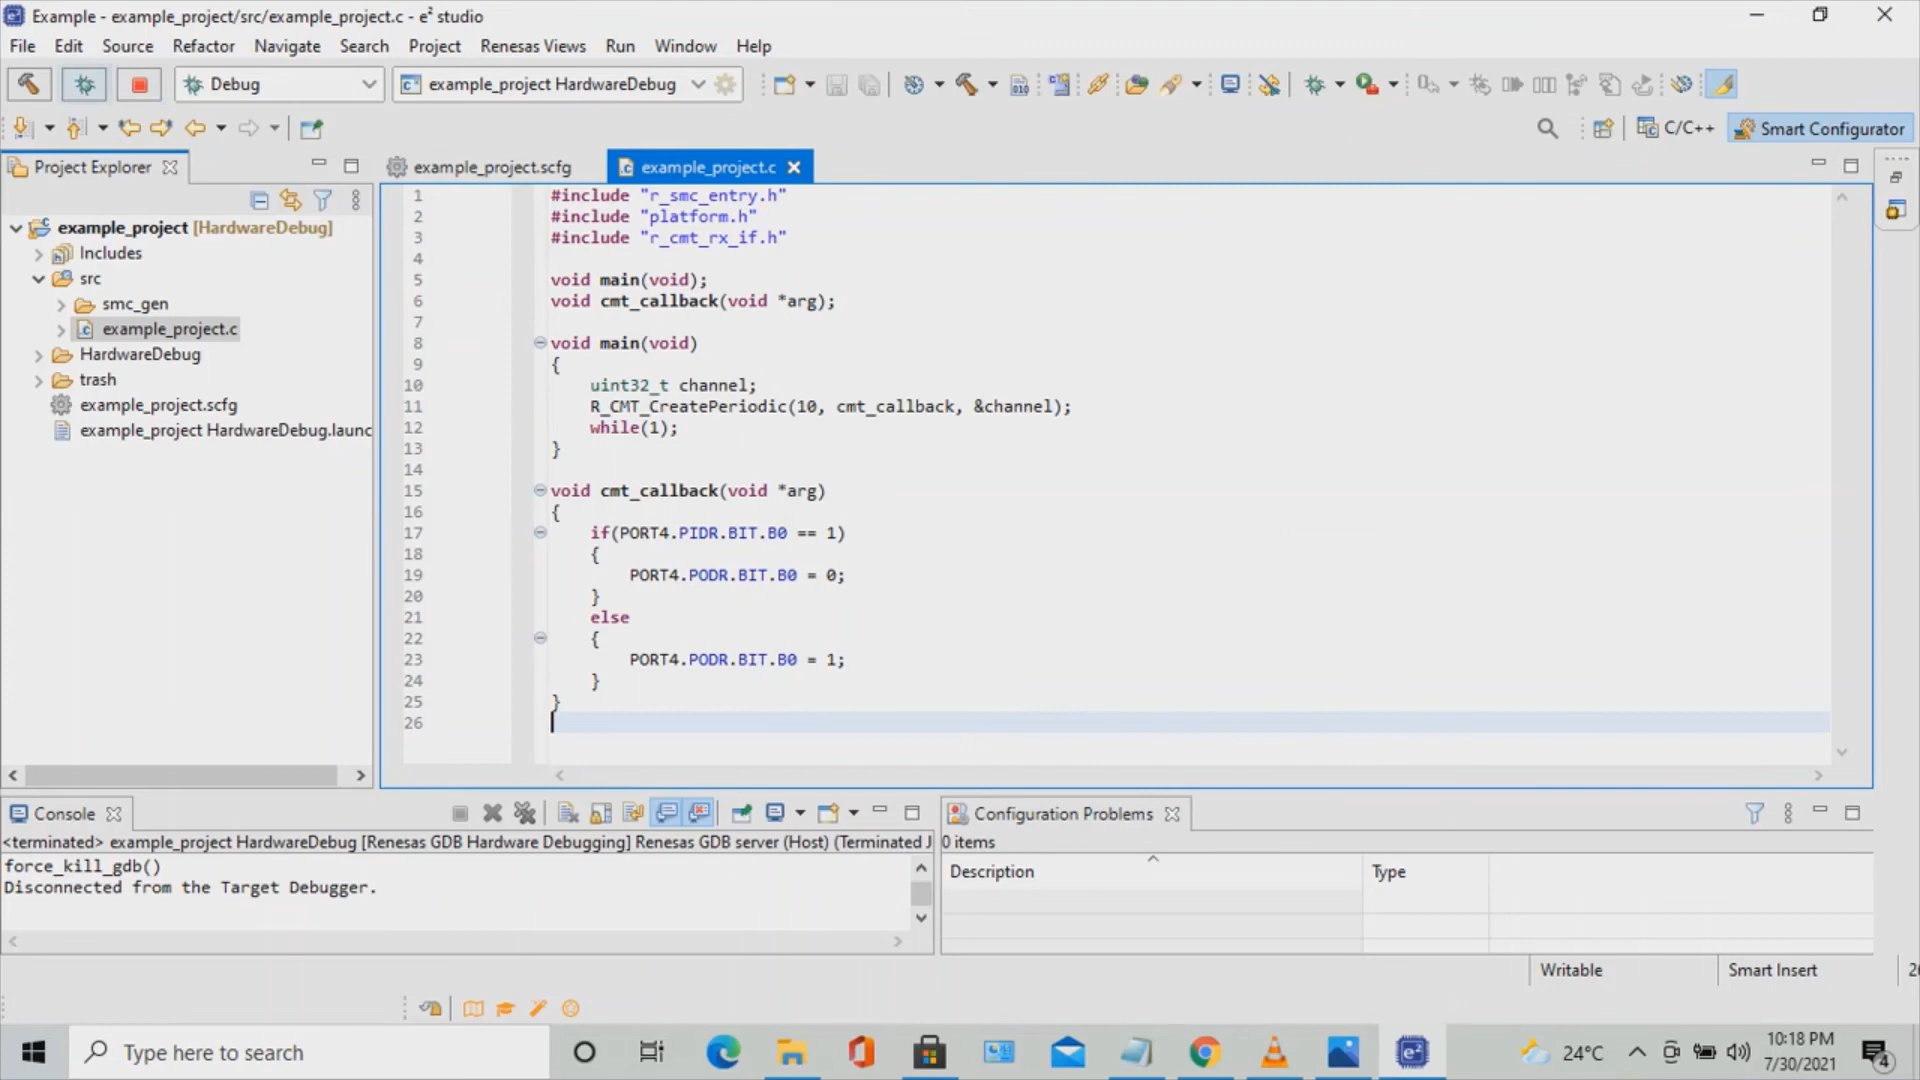 Example - example_project/src/example_project.c - e² studio
File Edit Source Refactor Navigate Search Project Renesas Views Run Window Help
Debug
example_project HardwareDebug
C/C++
Smart Configurator
Project Explorer
example_project [HardwareDebug]
Includes
src
smc_gen
example_project.c
HardwareDebug
trash
example_project.scfg
example_project HardwareDebug.launc
example_project.scfg
example_project.c
1 #include "r_smc_entry.h"
2 #include "platform.h"
3 #include "r_cmt_rx_if.h"
4
5 void main(void);
6 void cmt_callback(void *arg);
7
8 void main(void)
9 {
10 uint32_t channel;
11 R_CMT_CreatePeriodic(10, cmt_callback, &channel);
12 while(1);
13 }
14
15 void cmt_callback(void *arg)
16 {
17 if(PORT4.PIDR.BIT.B0 == 1)
18 {
19 PORT4.PODR.BIT.B0 = 0;
20 }
21 else
22 {
23 PORT4.PODR.BIT.B0 = 1;
24 }
25 }
26
Console
<terminated> example_project HardwareDebug [Renesas GDB Hardware Debugging] Renesas GDB server (Host) (Terminated J
force_kill_gdb()
Disconnected from the Target Debugger.
Configuration Problems
0 items
Description Type
Writable Smart Insert 26
Type here to search
24°C
10:18 PM
7/30/2021
4